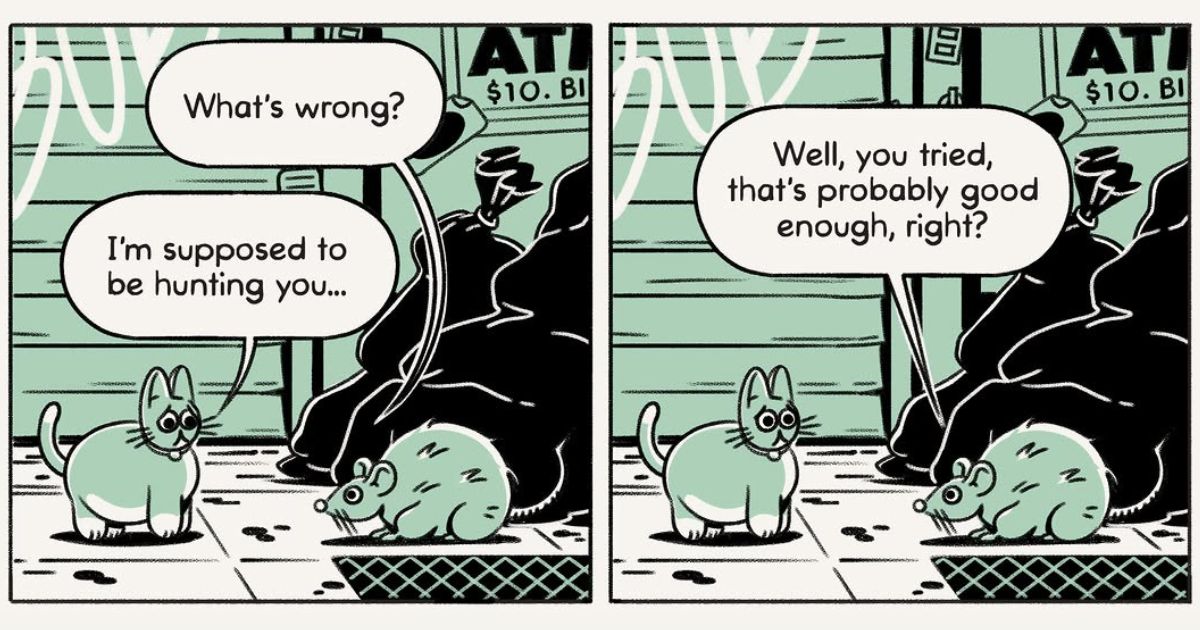 What's wrong?
I'm supposed to
be hunting you...
$10. BI
Well, you tried,
that's probably good
enough, right?
$10. BI